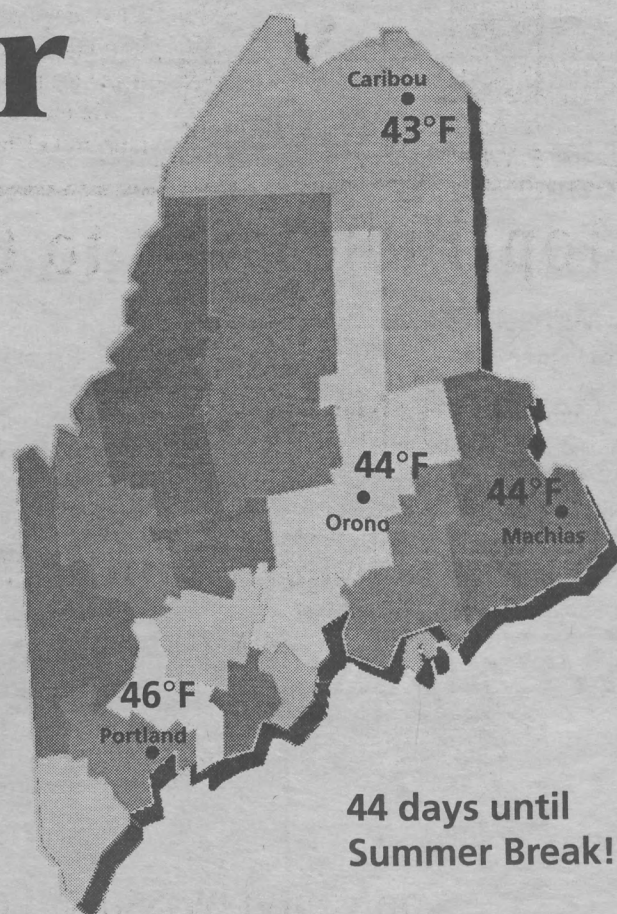 r
Caribou
43°F
44°F
Orono
44°F
Machias
46°F
Portland
44 days until
Summer Break!